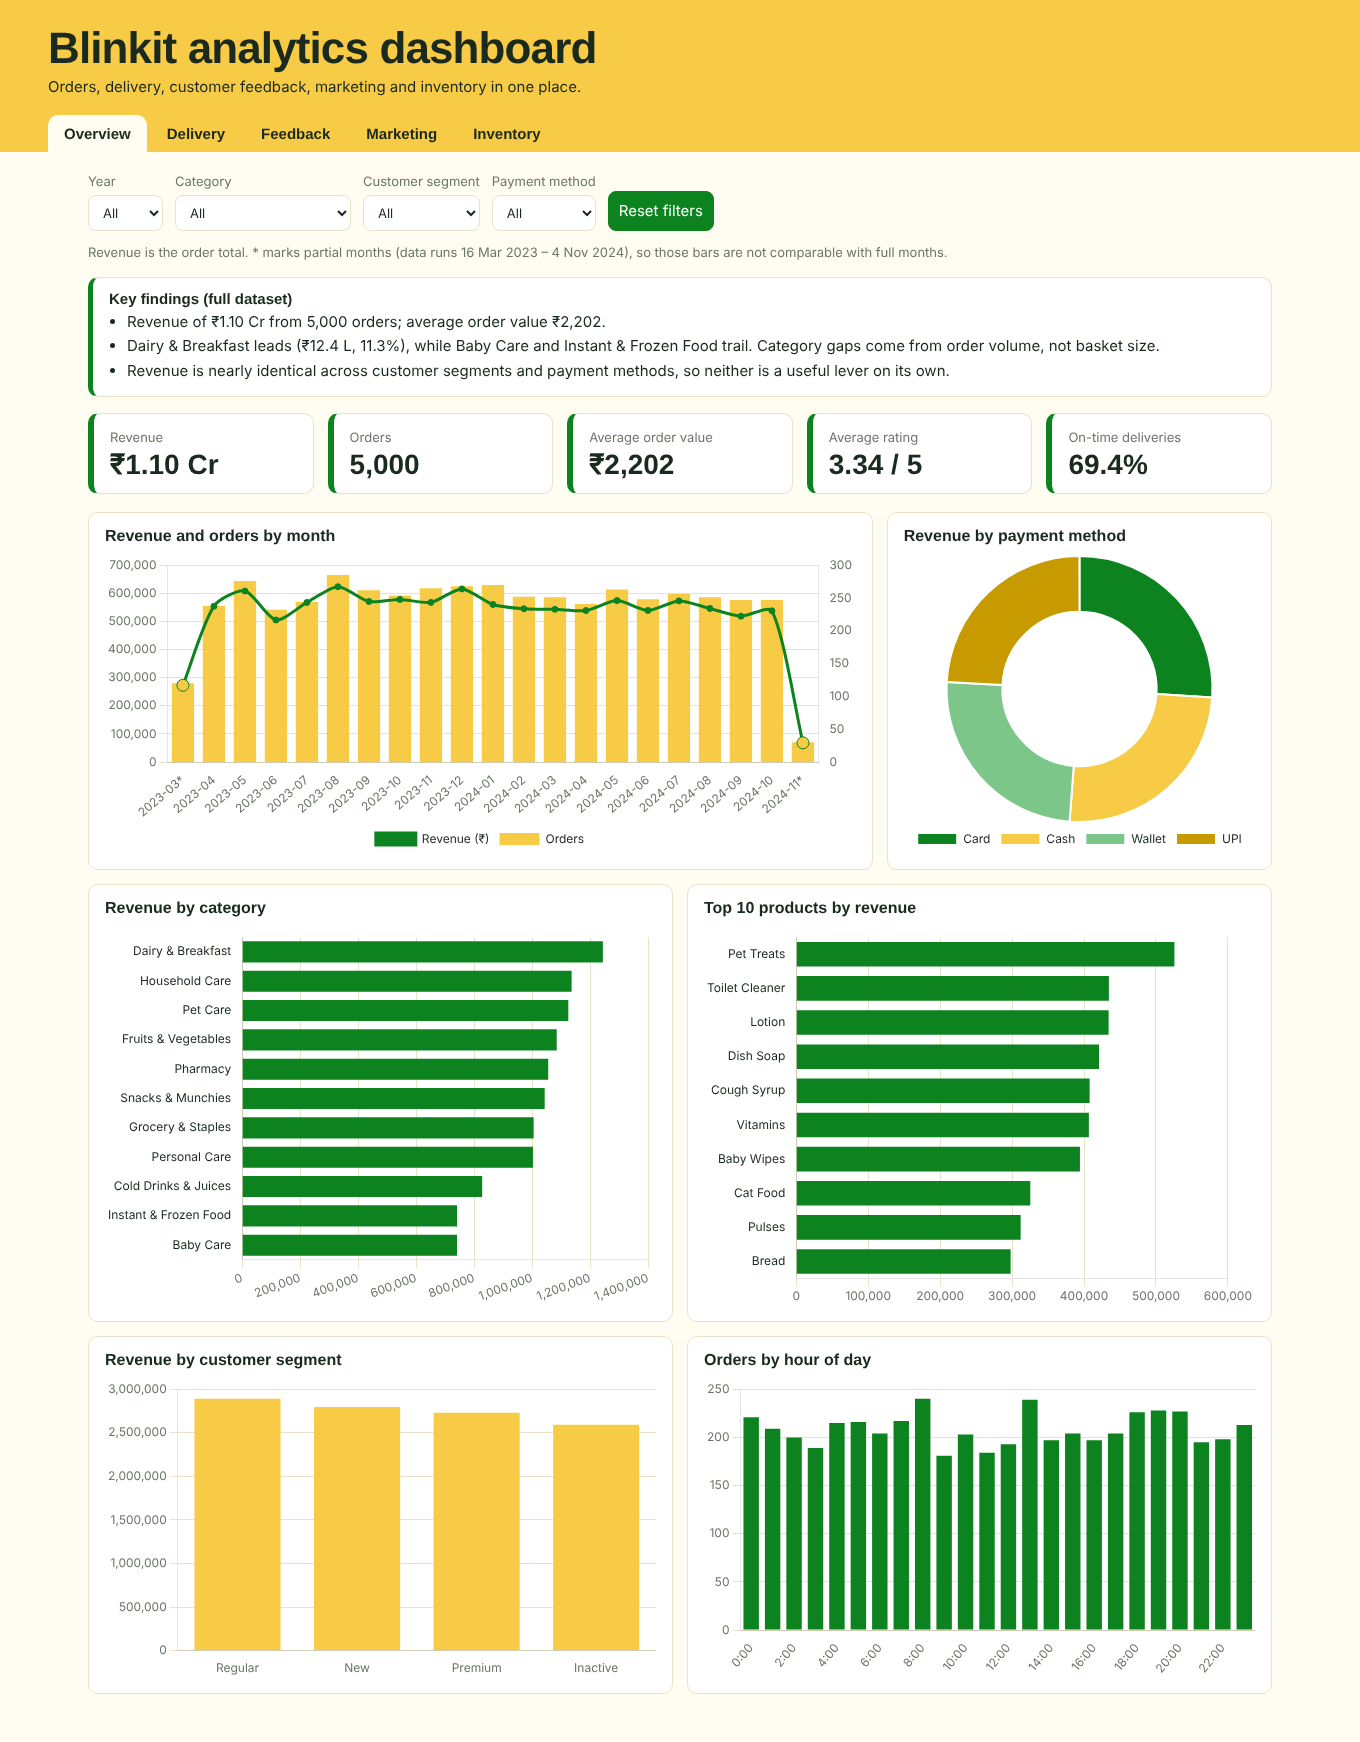 Blinkit analytics dashboard
Orders, delivery, customer feedback, marketing and inventory in one place.
Overview Delivery Feedback Marketing Inventory
Year Category Customer segment Payment method
All All All All Reset filters
Revenue is the order total. * marks partial months (data runs 16 Mar 2023 – 4 Nov 2024), so those bars are not comparable with full months.
Key findings (full dataset)
• Revenue of ₹1.10 Cr from 5,000 orders; average order value ₹2,202.
• Dairy & Breakfast leads (₹12.4 L, 11.3%), while Baby Care and Instant & Frozen Food trail. Category gaps come from order volume, not basket size.
• Revenue is nearly identical across customer segments and payment methods, so neither is a useful lever on its own.
Revenue
₹1.10 Cr
Orders
5,000
Average order value
₹2,202
Average rating
3.34 / 5
On-time deliveries
69.4%
Revenue and orders by month
700,000
600,000
500,000
400,000
300,000
200,000
100,000
0
300
250
200
150
100
50
0
2023-03* 2023-04 2023-05 2023-06 2023-07 2023-08 2023-09 2023-10 2023-11 2023-12 2024-01 2024-02 2024-03 2024-04 2024-05 2024-06 2024-07 2024-08 2024-09 2024-10 2024-11*
Revenue (₹) Orders
Revenue by payment method
Card Cash Wallet UPI
Revenue by category
Dairy & Breakfast
Household Care
Pet Care
Fruits & Vegetables
Pharmacy
Snacks & Munchies
Grocery & Staples
Personal Care
Cold Drinks & Juices
Instant & Frozen Food
Baby Care
0 200,000 400,000 600,000 800,000 1,000,000 1,200,000 1,400,000
Top 10 products by revenue
Pet Treats
Toilet Cleaner
Lotion
Dish Soap
Cough Syrup
Vitamins
Baby Wipes
Cat Food
Pulses
Bread
0 100,000 200,000 300,000 400,000 500,000 600,000
Revenue by customer segment
3,000,000
2,500,000
2,000,000
1,500,000
1,000,000
500,000
0
Regular New Premium Inactive
Orders by hour of day
250
200
150
100
50
0
0:00 2:00 4:00 6:00 8:00 10:00 12:00 14:00 16:00 18:00 20:00 22:00